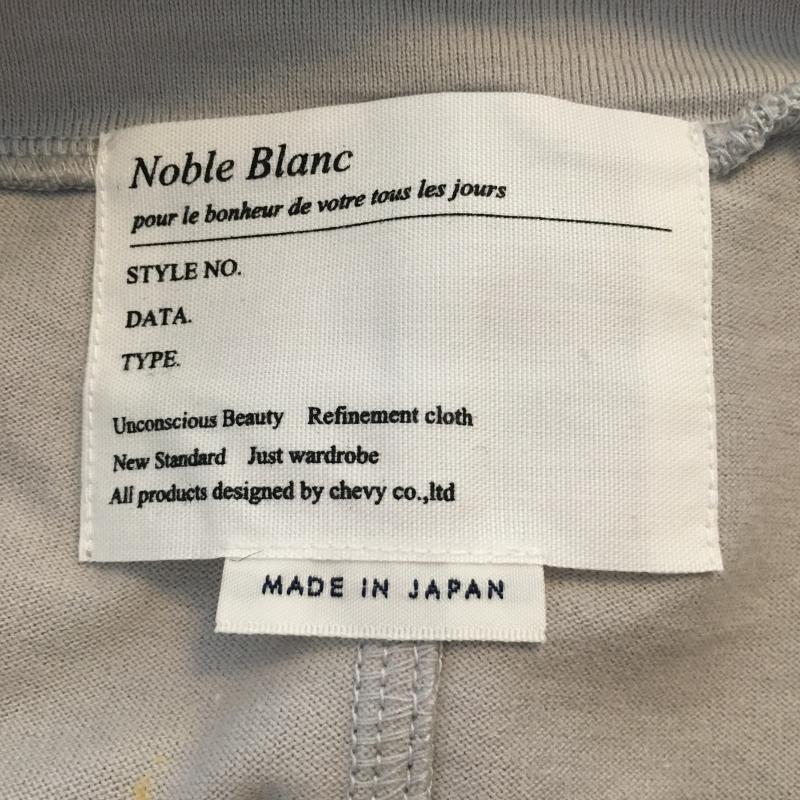 Noble Blanc
pour le bonheur de votre tous les jours
STYLE NO.
DATA.
TYPE.
Unconscious Beauty Refinement cloth
New Standard Just wardrobe
All products designed by chevy co.,ltd
MADE IN JAPAN